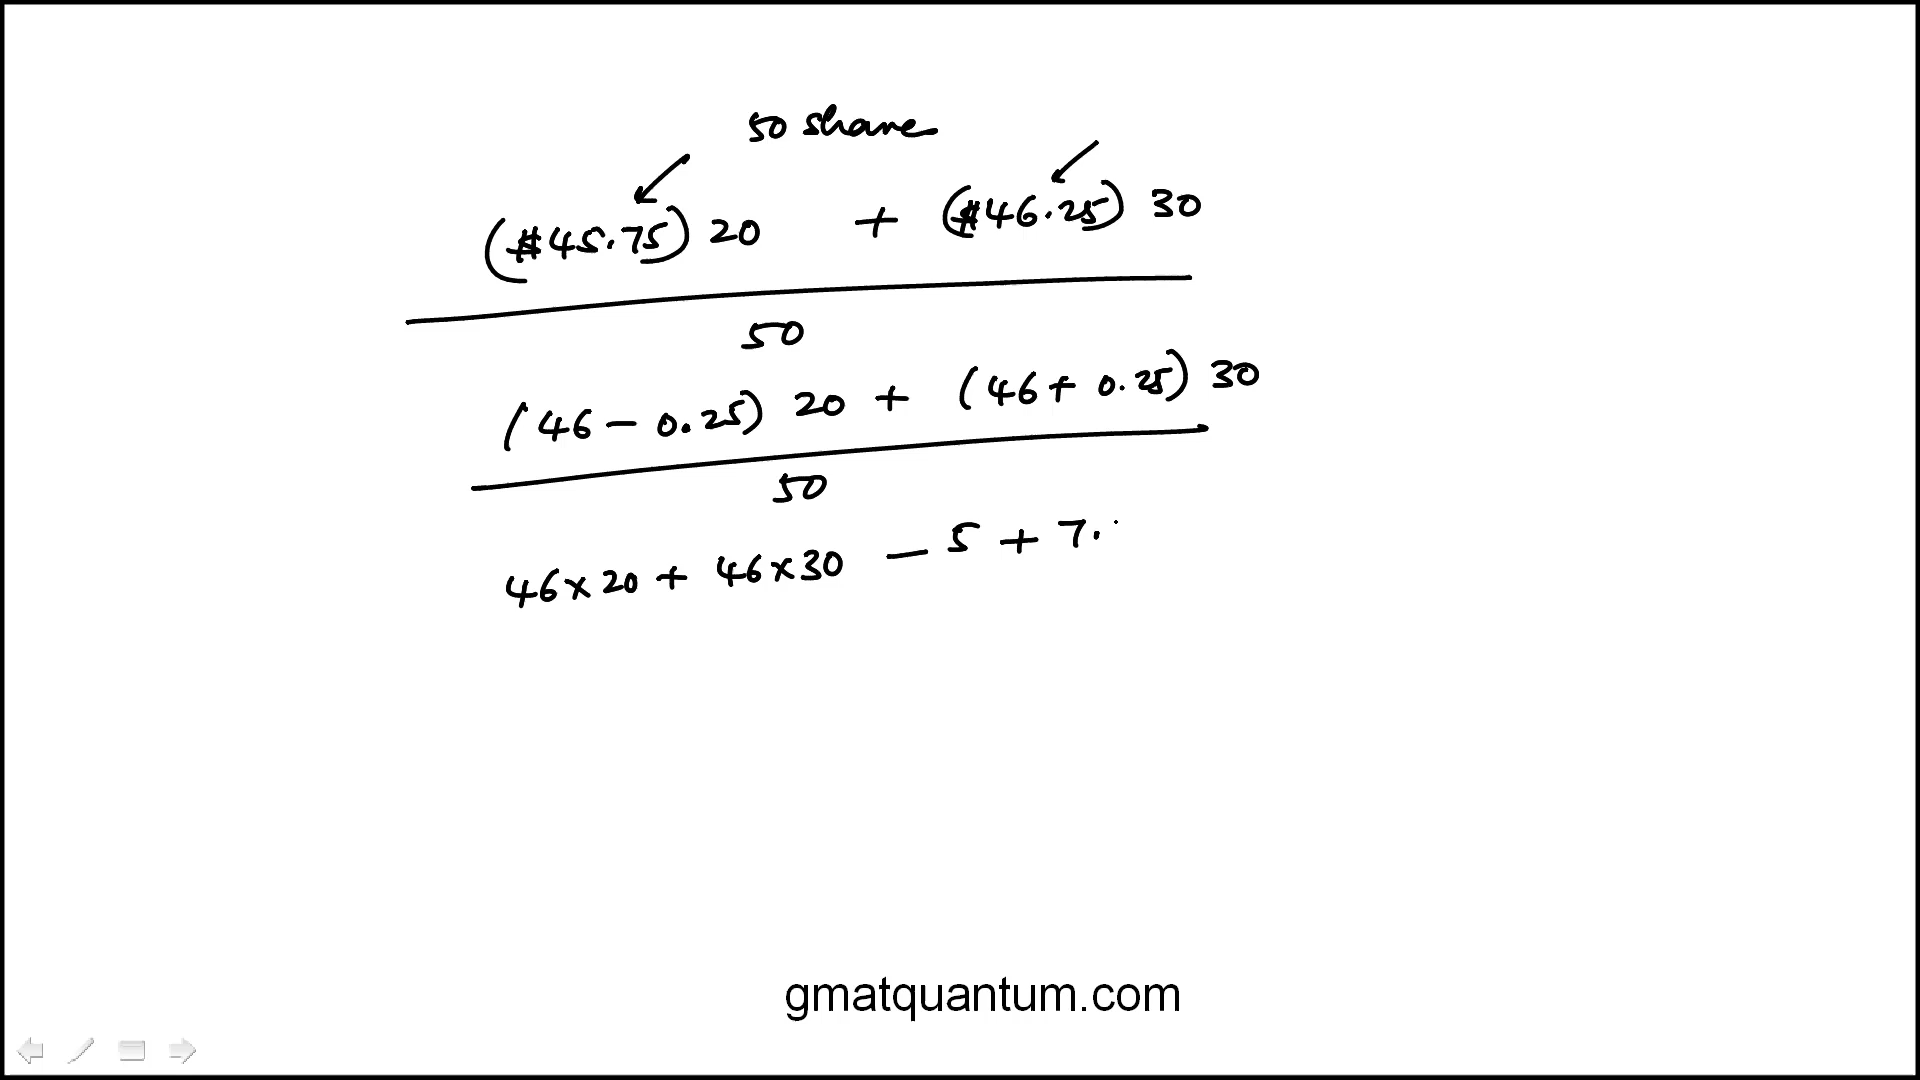 50 share
($45.75) 20 + ($46.25) 30
50
(46 - 0.25) 20 + (46 + 0.25) 30
50
46 x 20 + 46 x 30 - 5 + 7.
gmatquantum.com